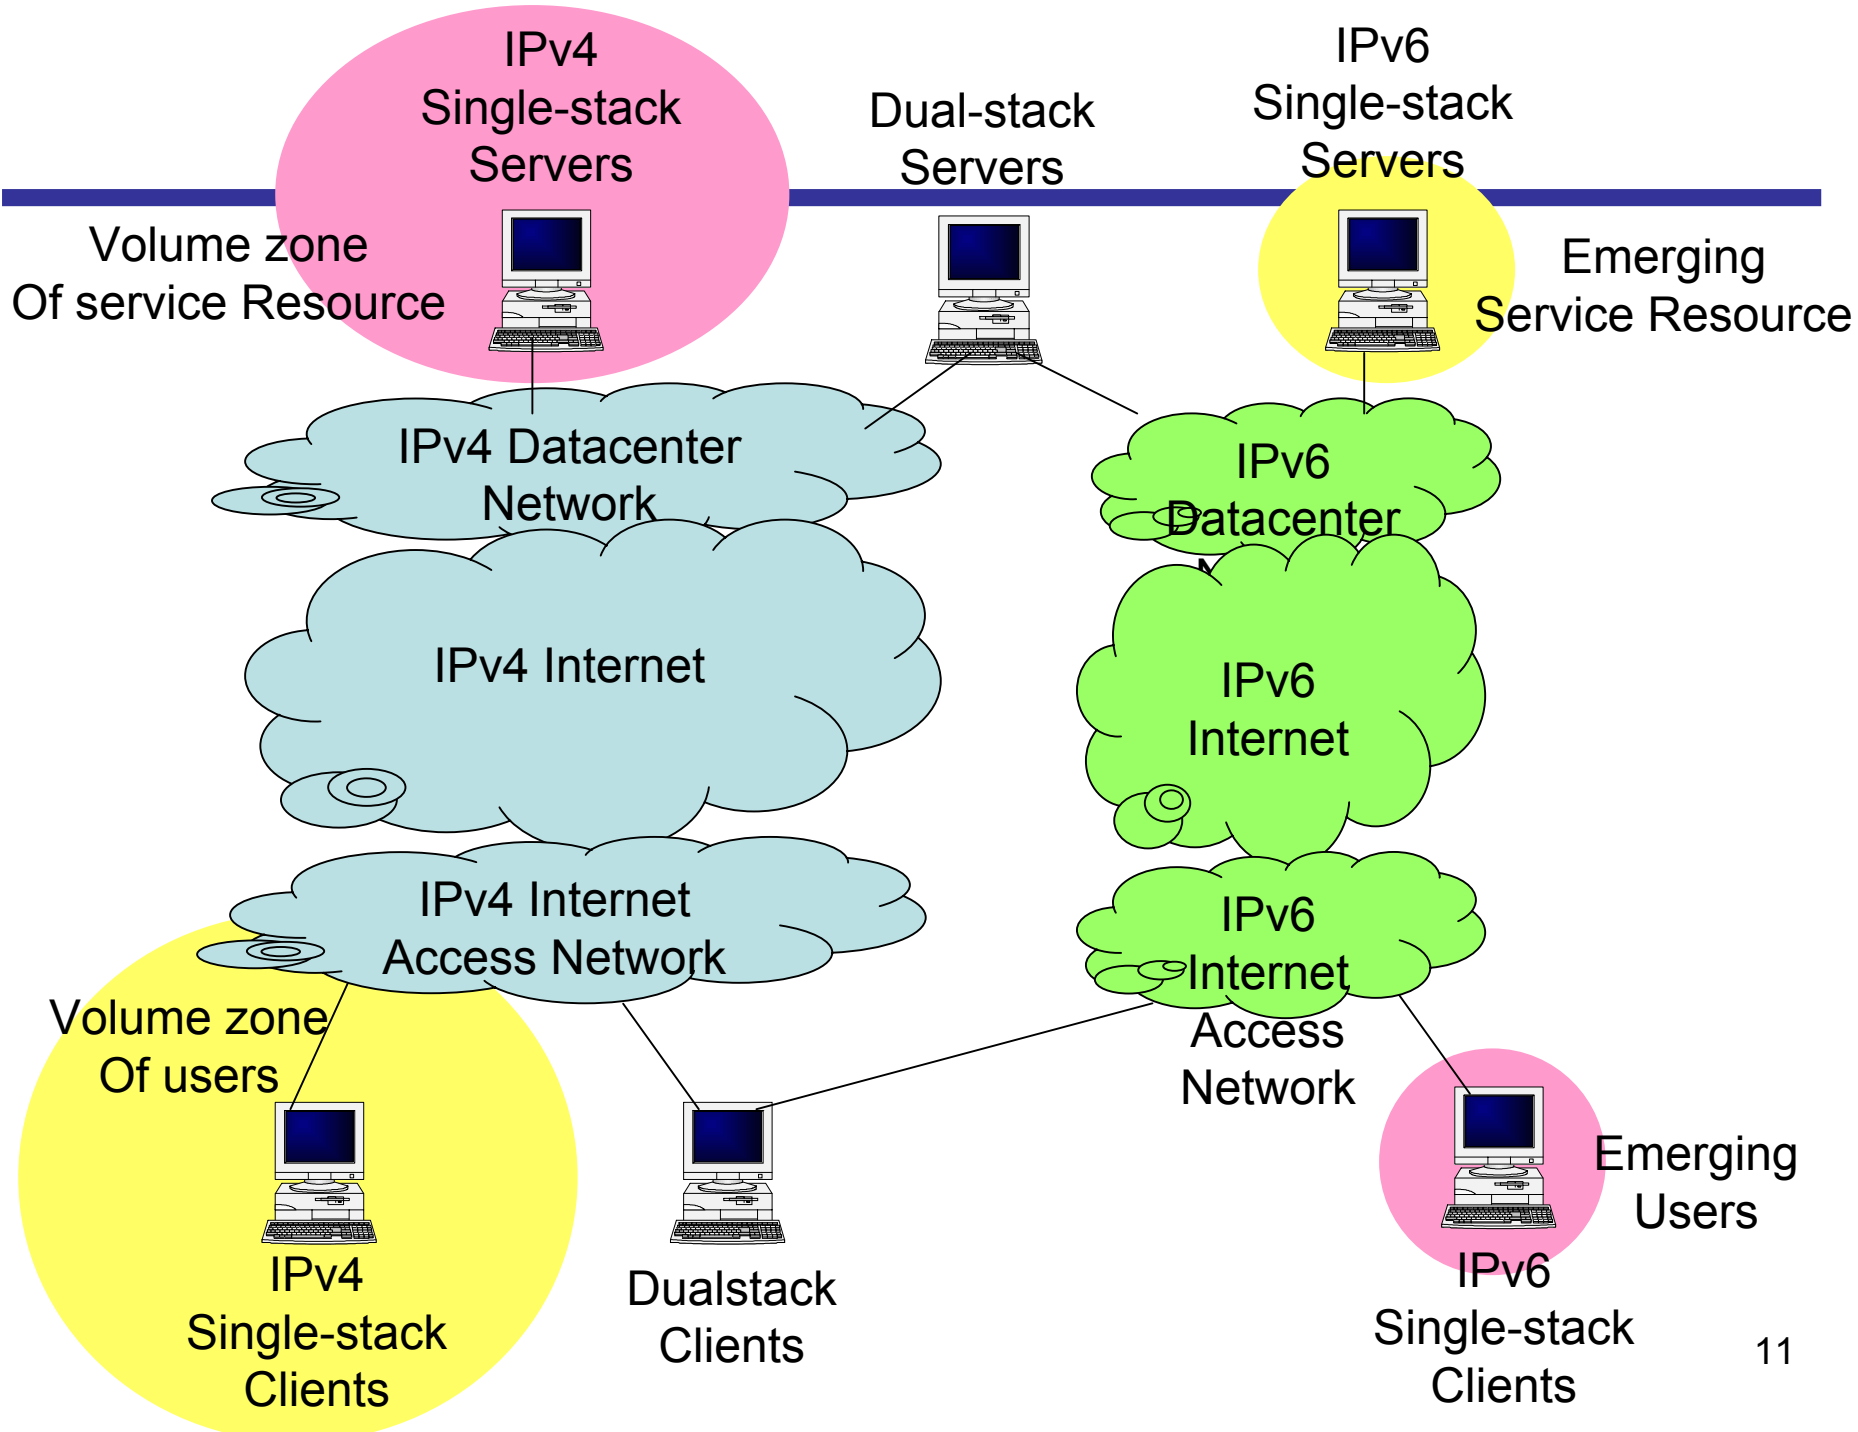 IPv4
Single-stack
Servers
Dual-stack
Servers
IPv6
Single-stack
Servers
Volume zone
Of service Resource
Emerging
Service Resource
IPv4 Datacenter
Network
IPv6
Datacenter
IPv4 Internet
IPv6
Internet
IPv4 Internet
Access Network
IPv6
Internet
Access
Network
Volume zone
Of users
Emerging
Users
IPv4
Single-stack
Clients
Dualstack
Clients
IPv6
Single-stack
Clients
11